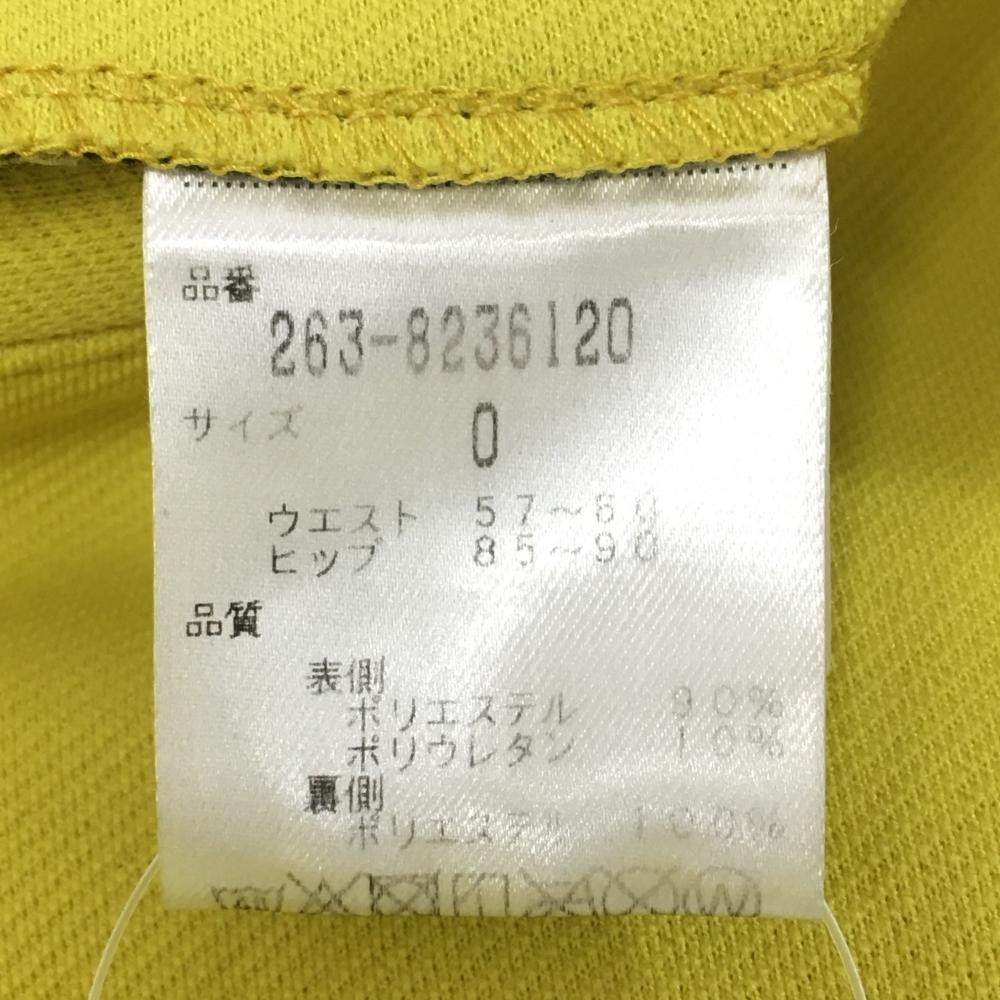 品番
263-8236120
サイズ 0
ウエスト 57~60
ヒップ 85~90
品質
表側
ポリエステル 90%
ポリウレタン 10%
裏側
ポリエステル 100%